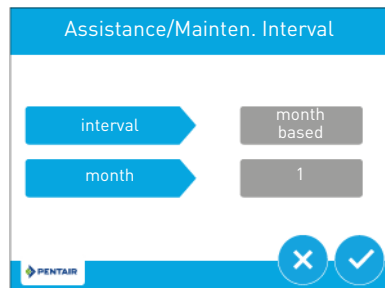 Assistance/Mainten. Interval
interval
month
based
month
1
PENTAIR